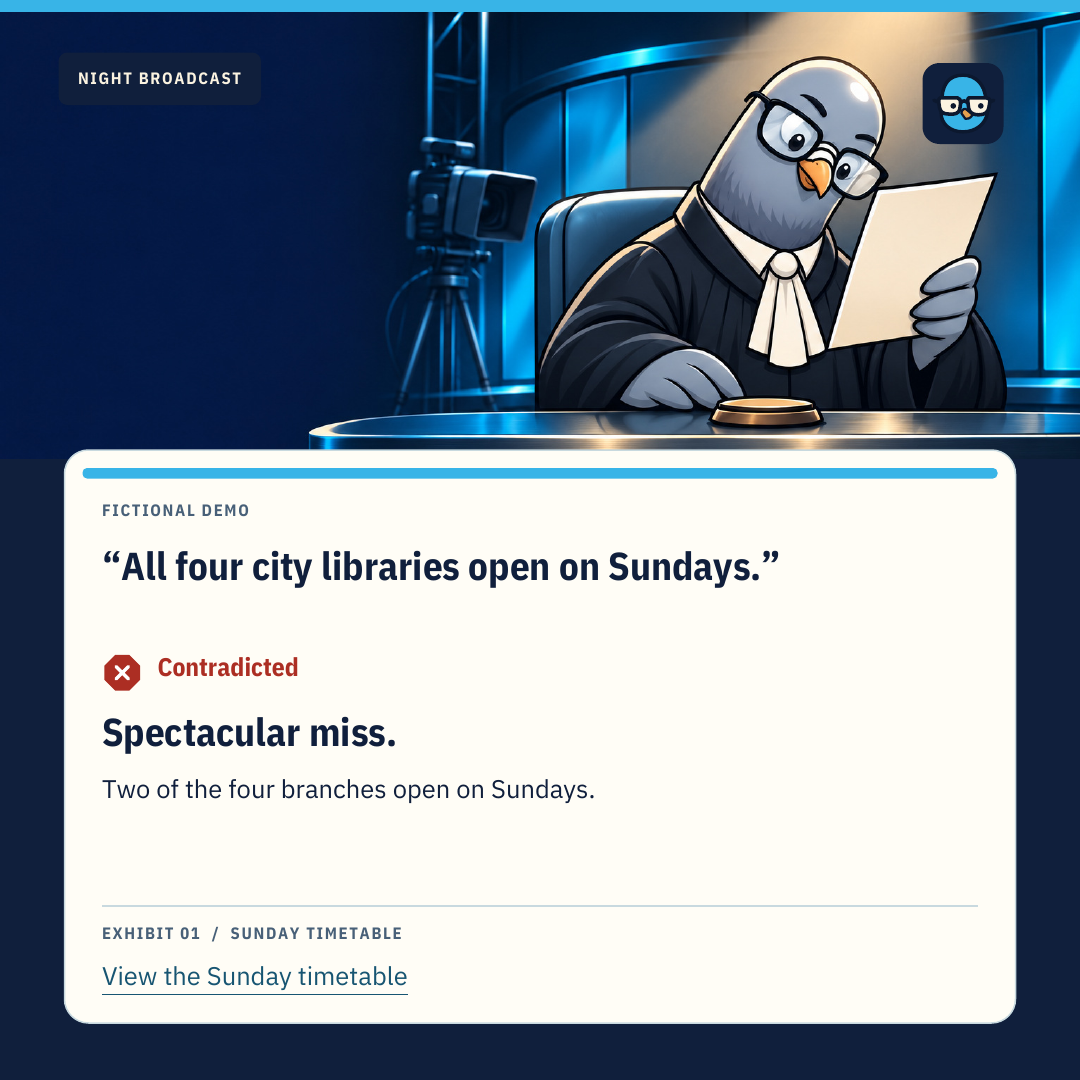 NIGHT BROADCAST
FICTIONAL DEMO
“All four city libraries open on Sundays.”
Contradicted
Spectacular miss.
Two of the four branches open on Sundays.
EXHIBIT 01 / SUNDAY TIMETABLE
View the Sunday timetable